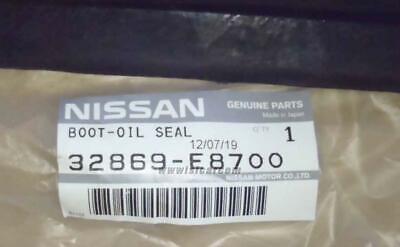 NISSAN
GENUINE PARTS
Made in Japan
BOOT-OIL SEAL
Q'TY 1
12/07/19
32869-E8700
NISSAN MOTOR CO.,LTD.